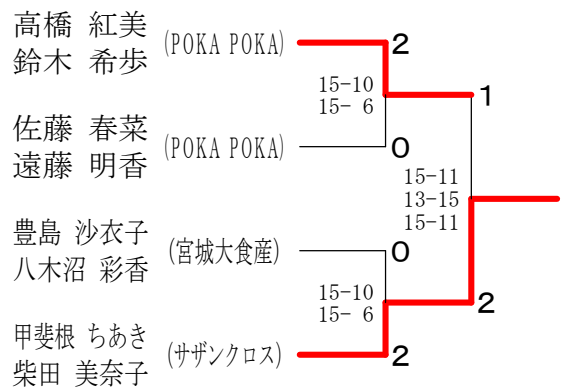 高橋 紅美
鈴木 希歩
(POKA POKA)
2
15-10
15- 6
1
佐藤 春菜
遠藤 明香
(POKA POKA)
0
15-11
13-15
15-11
豊島 沙衣子
八木沼 彩香
(宮城大食産)
0
15-10
15- 6
2
甲斐根 ちあき
柴田 美奈子
(サザンクロス)
2